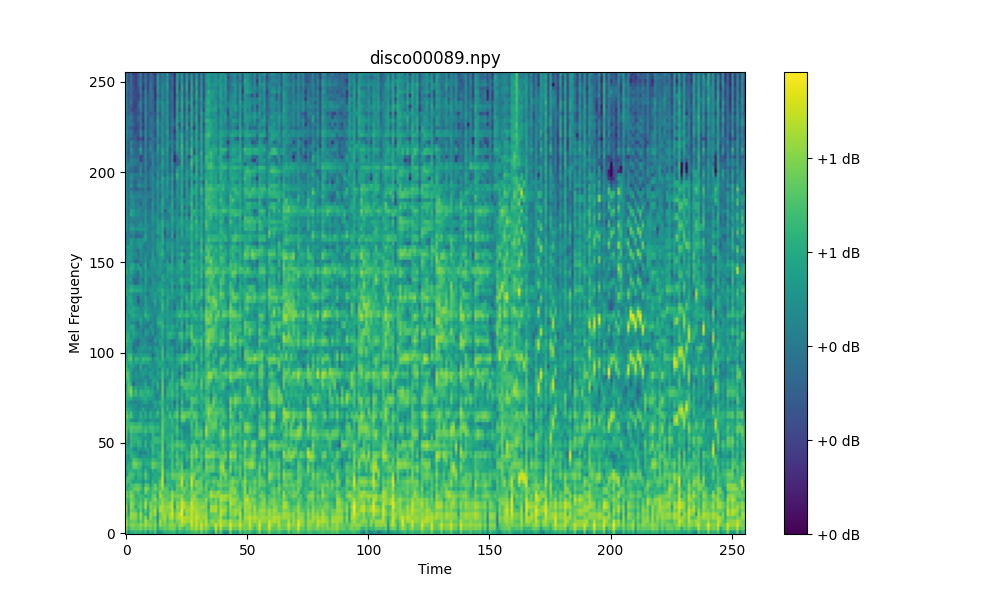 disco00089.npy
Mel Frequency
250
200
150
100
50
0
0 50 100 150 200 250
Time
+1 dB
+1 dB
+0 dB
+0 dB
+0 dB